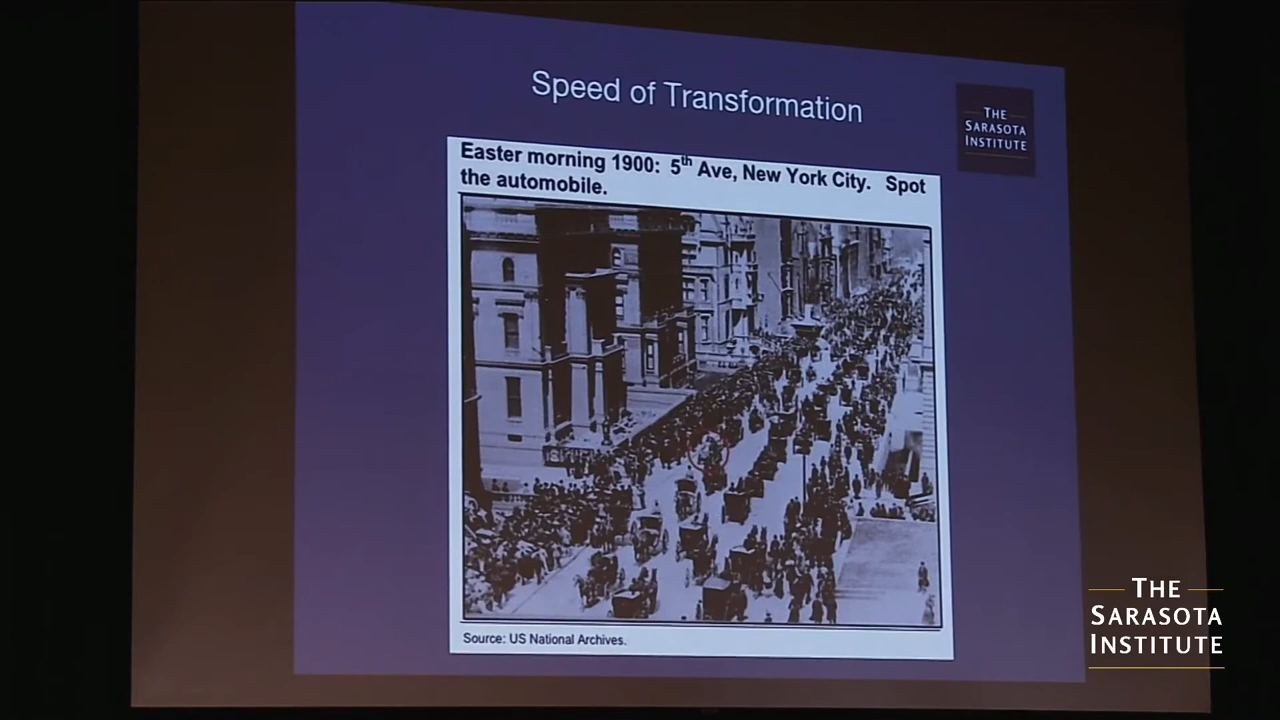 Speed of Transformation
THE
SARASOTA
INSTITUTE
Easter morning 1900: 5th Ave, New York City. Spot
the automobile.
Source: US National Archives.
THE
SARASOTA
INSTITUTE